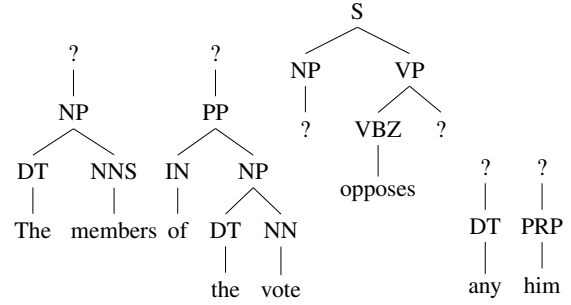 S
? ? NP VP
NP PP ? VBZ ?
DT NNS IN NP opposes ? ?
The members of DT NN DT PRP
the vote any him